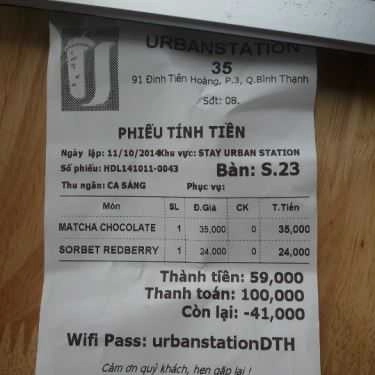 URBANSTATION
35
91 Đinh Tiên Hoàng, P.3, Q.Bình Thạnh
Sđt: 08.
PHIẾU TÍNH TIỀN
Ngày lập: 11/10/2014 Khu vực: STAY URBAN STATION
Số phiếu: HDL141011-0043 Bàn: S.23
Thu ngân: CA SÁNG Phục vụ:
Món SL Đ.Giá CK T.Tiền
MATCHA CHOCOLATE 1 35,000 0 35,000
SORBET REDBERRY 1 24,000 0 24,000
Thành tiền: 59,000
Thanh toán: 100,000
Còn lại: -41,000
Wifi Pass: urbanstationDTH
Cảm ơn quý khách, hẹn gặp lại !